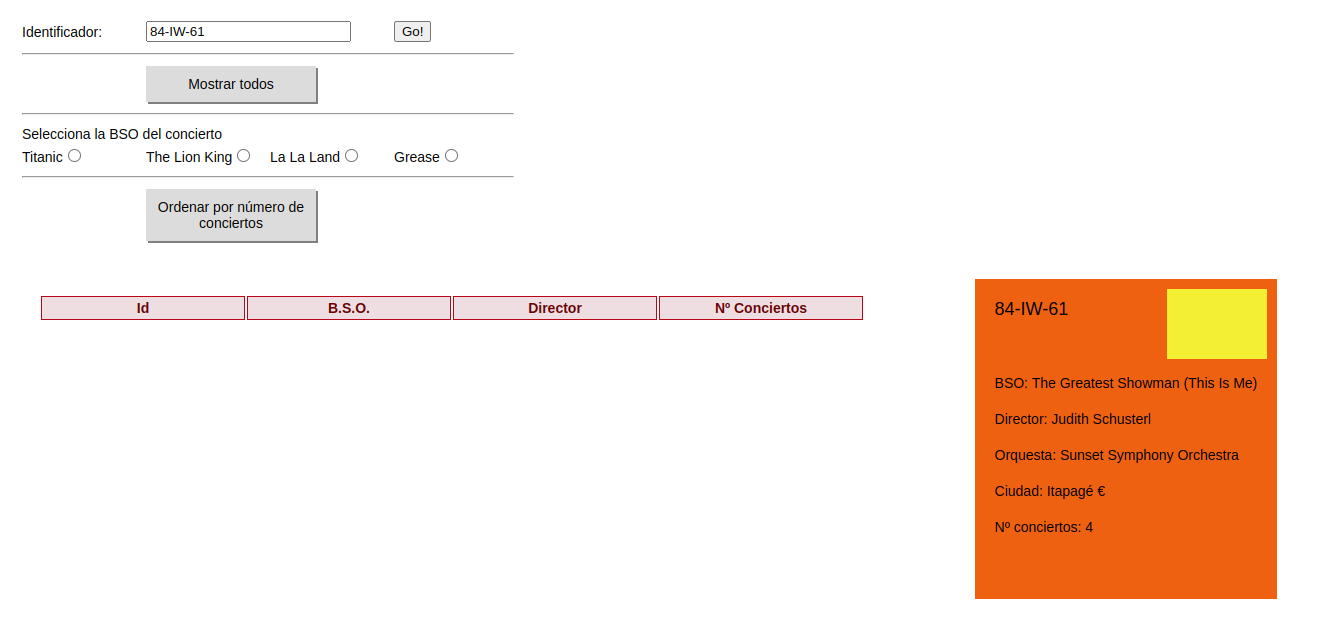 Identificador: 84-IW-61 Go!
Mostrar todos
Selecciona la BSO del concierto
Titanic The Lion King La La Land Grease
Ordenar por número de
conciertos
Id B.S.O. Director Nº Conciertos
84-IW-61
BSO: The Greatest Showman (This Is Me)
Director: Judith Schusterl
Orquesta: Sunset Symphony Orchestra
Ciudad: Itapagé €
Nº conciertos: 4